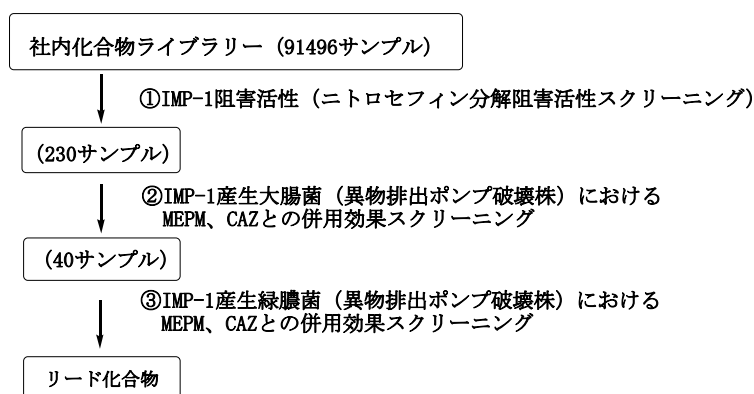 社内化合物ライブラリー（91496サンプル）
①IMP-1阻害活性（ニトロセフィン分解阻害活性スクリーニング）
（230サンプル）
②IMP-1産生大腸菌（異物排出ポンプ破壊株）における
MEPM、CAZとの併用効果スクリーニング
（40サンプル）
③IMP-1産生緑膿菌（異物排出ポンプ破壊株）における
MEPM、CAZとの併用効果スクリーニング
リード化合物